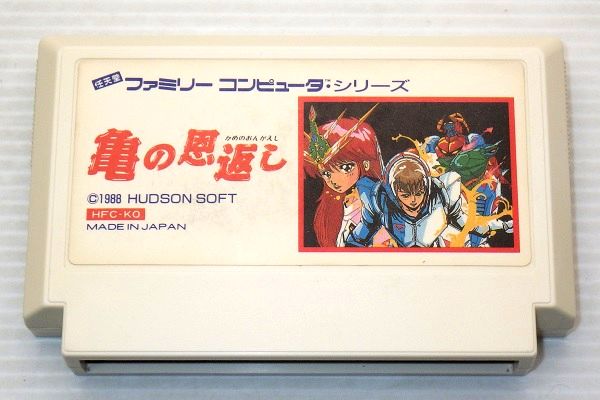 任天堂 ファミリー コンピュータ™・シリーズ
かめのおんがえし
亀の恩返し
©1988 HUDSON SOFT
HFC-KO
MADE IN JAPAN